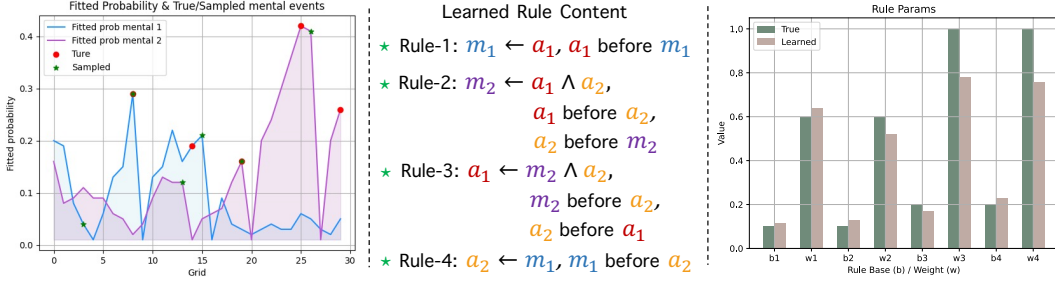 Fitted Probability & True/Sampled mental events
Fitted prob mental 1
Fitted prob mental 2
Ture
Sampled
Fitted probability
0.4
0.3
0.2
0.1
0.0
0 5 10 15 20 25 30
Grid
Learned Rule Content
★ Rule-1: m₁ ← a₁, a₁ before m₁
★ Rule-2: m₂ ← a₁ ∧ a₂,
a₁ before a₂,
a₂ before m₂
★ Rule-3: a₁ ← m₂ ∧ a₂,
m₂ before a₂,
a₂ before a₁
★ Rule-4: a₂ ← m₁, m₁ before a₂
Rule Params
True
Learned
Value
1.0
0.8
0.6
0.4
0.2
0.0
b1 w1 b2 w2 b3 w3 b4 w4
Rule Base (b) / Weight (w)